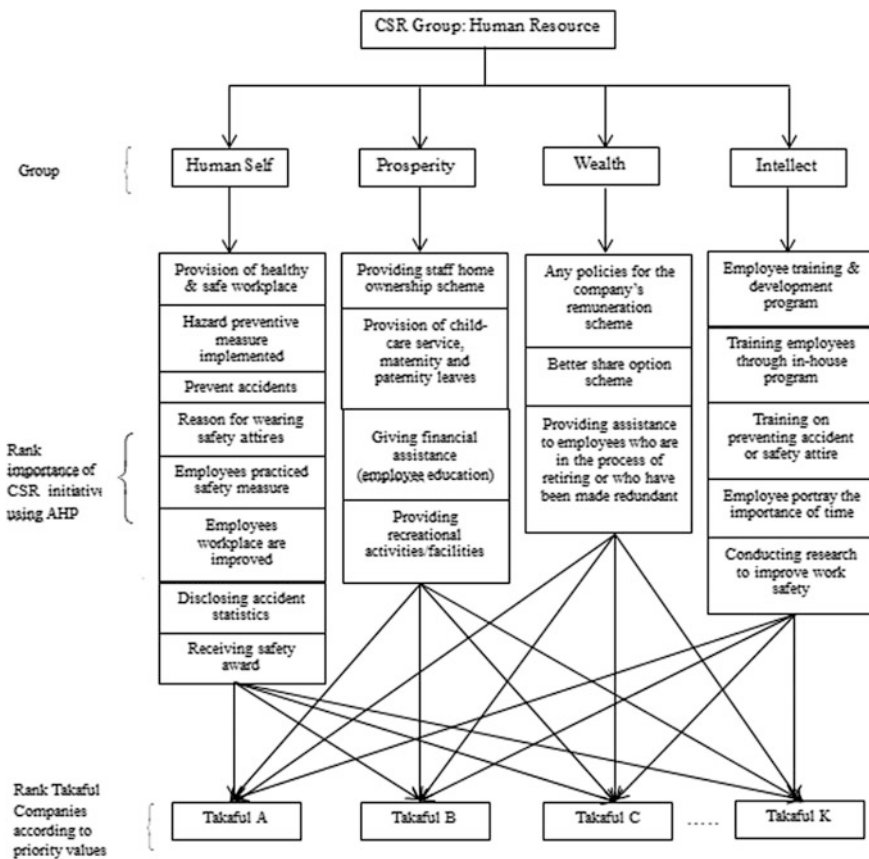 CSR Group: Human Resource
Group
Human Self
Prosperity
Wealth
Intellect
Provision of healthy
& safe workplace
Hazard preventive
measure
implemented
Prevent accidents
Reason for wearing
safety attires
Employees practiced
safety measure
Employees
workplace are
improved
Disclosing accident
statistics
Receiving safety
award
Providing staff home
ownership scheme
Provision of child-
care service,
maternity and
paternity leaves
Giving financial
assistance
(employee education)
Providing
recreational
activities/facilities
Any policies for the
company's
remuneration
scheme
Better share option
scheme
Providing assistance
to employees who are
in the process of
retiring or who have
been made redundant
Employee training &
development
program
Training employees
through in-house
program
Training on
preventing accident
or safety attire
Employee portray the
importance of time
Conducting research
to improve work
safety
Rank
importance of
CSR initiative
using AHP
Rank Takaful
Companies
according to
priority values
Takaful A
Takaful B
Takaful C
.....
Takaful K